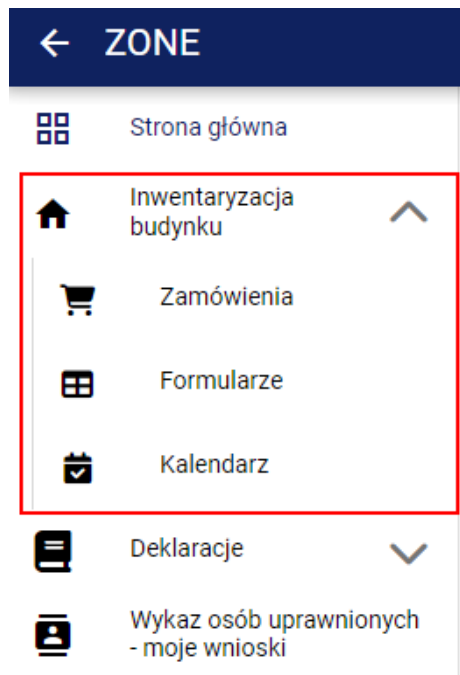 ZONE
Strona główna
Inwentaryzacja
budynku
Zamówienia
Formularze
Kalendarz
Deklaracje
Wykaz osób uprawnionych
- moje wnioski